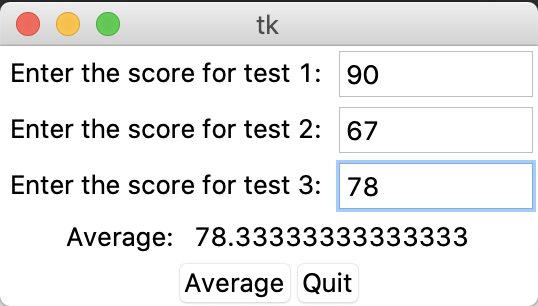 tk
Enter the score for test 1: 90
Enter the score for test 2: 67
Enter the score for test 3: 78
Average: 78.33333333333333
Average Quit